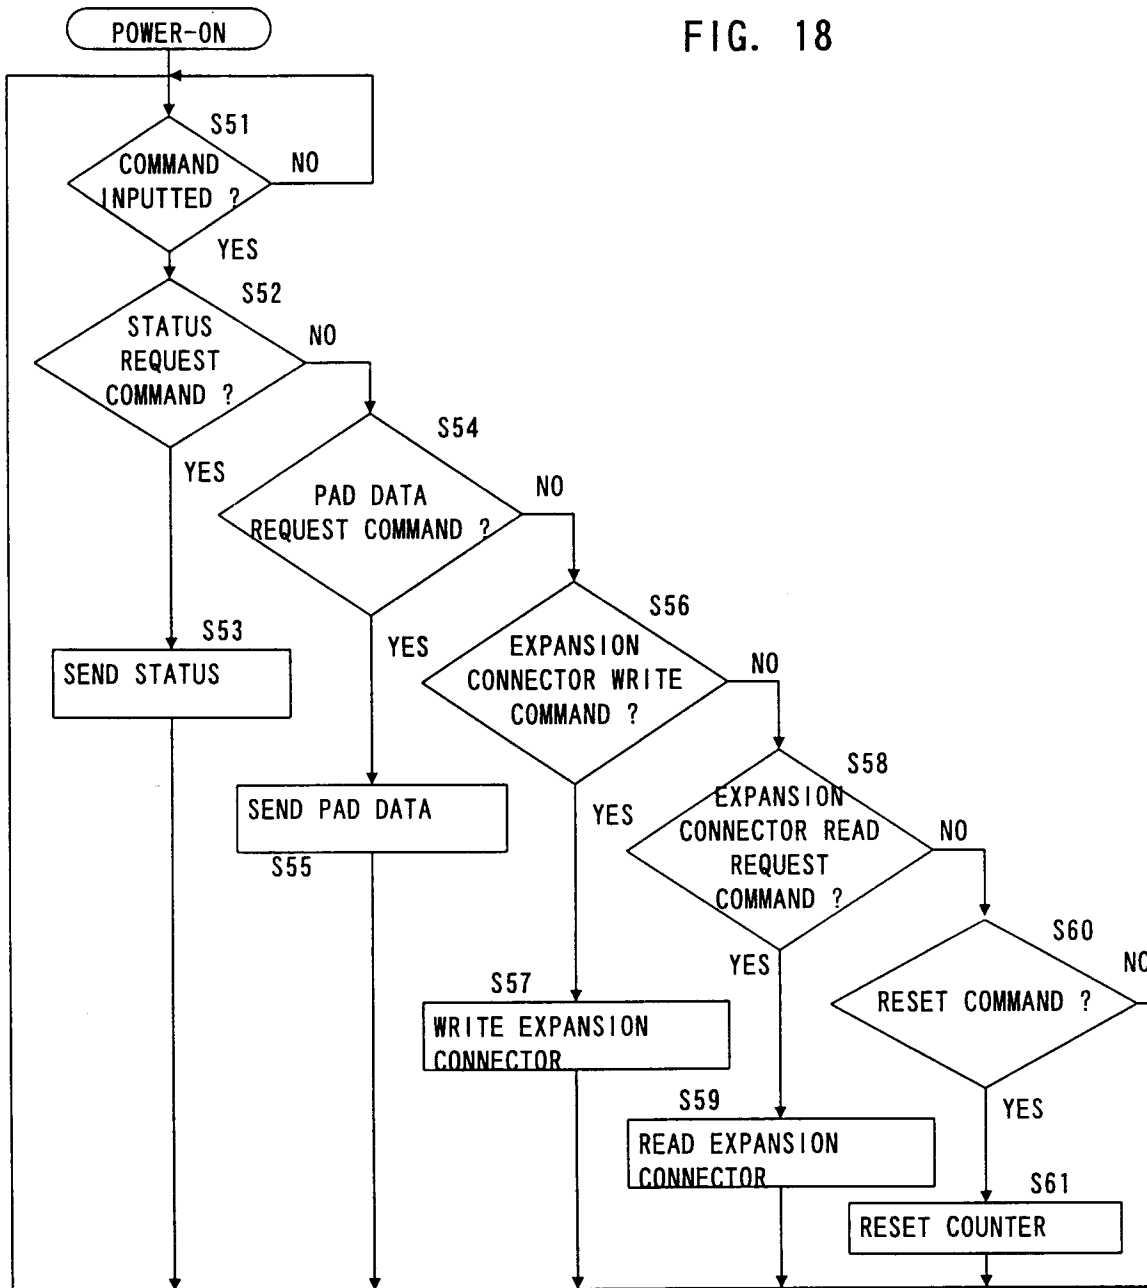 POWER-ON
FIG. 18
S51
COMMAND
INPUTTED ?
NO
YES
S52
STATUS
REQUEST
COMMAND ?
NO
YES
S54
PAD DATA
REQUEST COMMAND ?
NO
YES
S53
SEND STATUS
S56
EXPANSION
CONNECTOR WRITE
COMMAND ?
NO
YES
SEND PAD DATA
S55
S58
EXPANSION
CONNECTOR READ
REQUEST
COMMAND ?
NO
YES
S57
WRITE EXPANSION
CONNECTOR
S60
RESET COMMAND ?
NO
YES
S59
READ EXPANSION
CONNECTOR
S61
RESET COUNTER